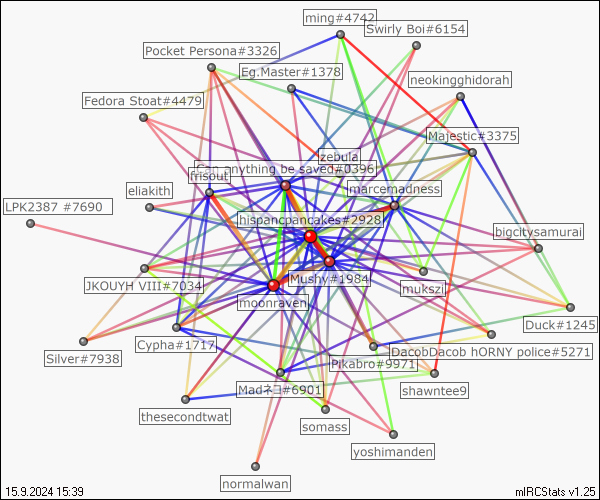 ming#4742
Swirly Boi#6154
Pocket Persona#3326
Eg.Master#1378
neokingghidorah
Fedora Stoat#4479
Majestic#3375
zebula
Can anything be saved?#0396
frisout
marcemadness
eliakith
LPK2387 #7690
hispancpancakes#2928
bigcitysamurai
Mushy#1984
JKOUYH VIII#7034
mukszi
moonraven
Duck#1245
Cypha#1717
DacobDacob hORNY police#5271
Silver#7938
Pikabro#9971
Madネヨ#6901
shawntee9
thesecondtwat
somass
yoshimanden
normalwan
15.9.2024 15:39
mIRCStats v1.25